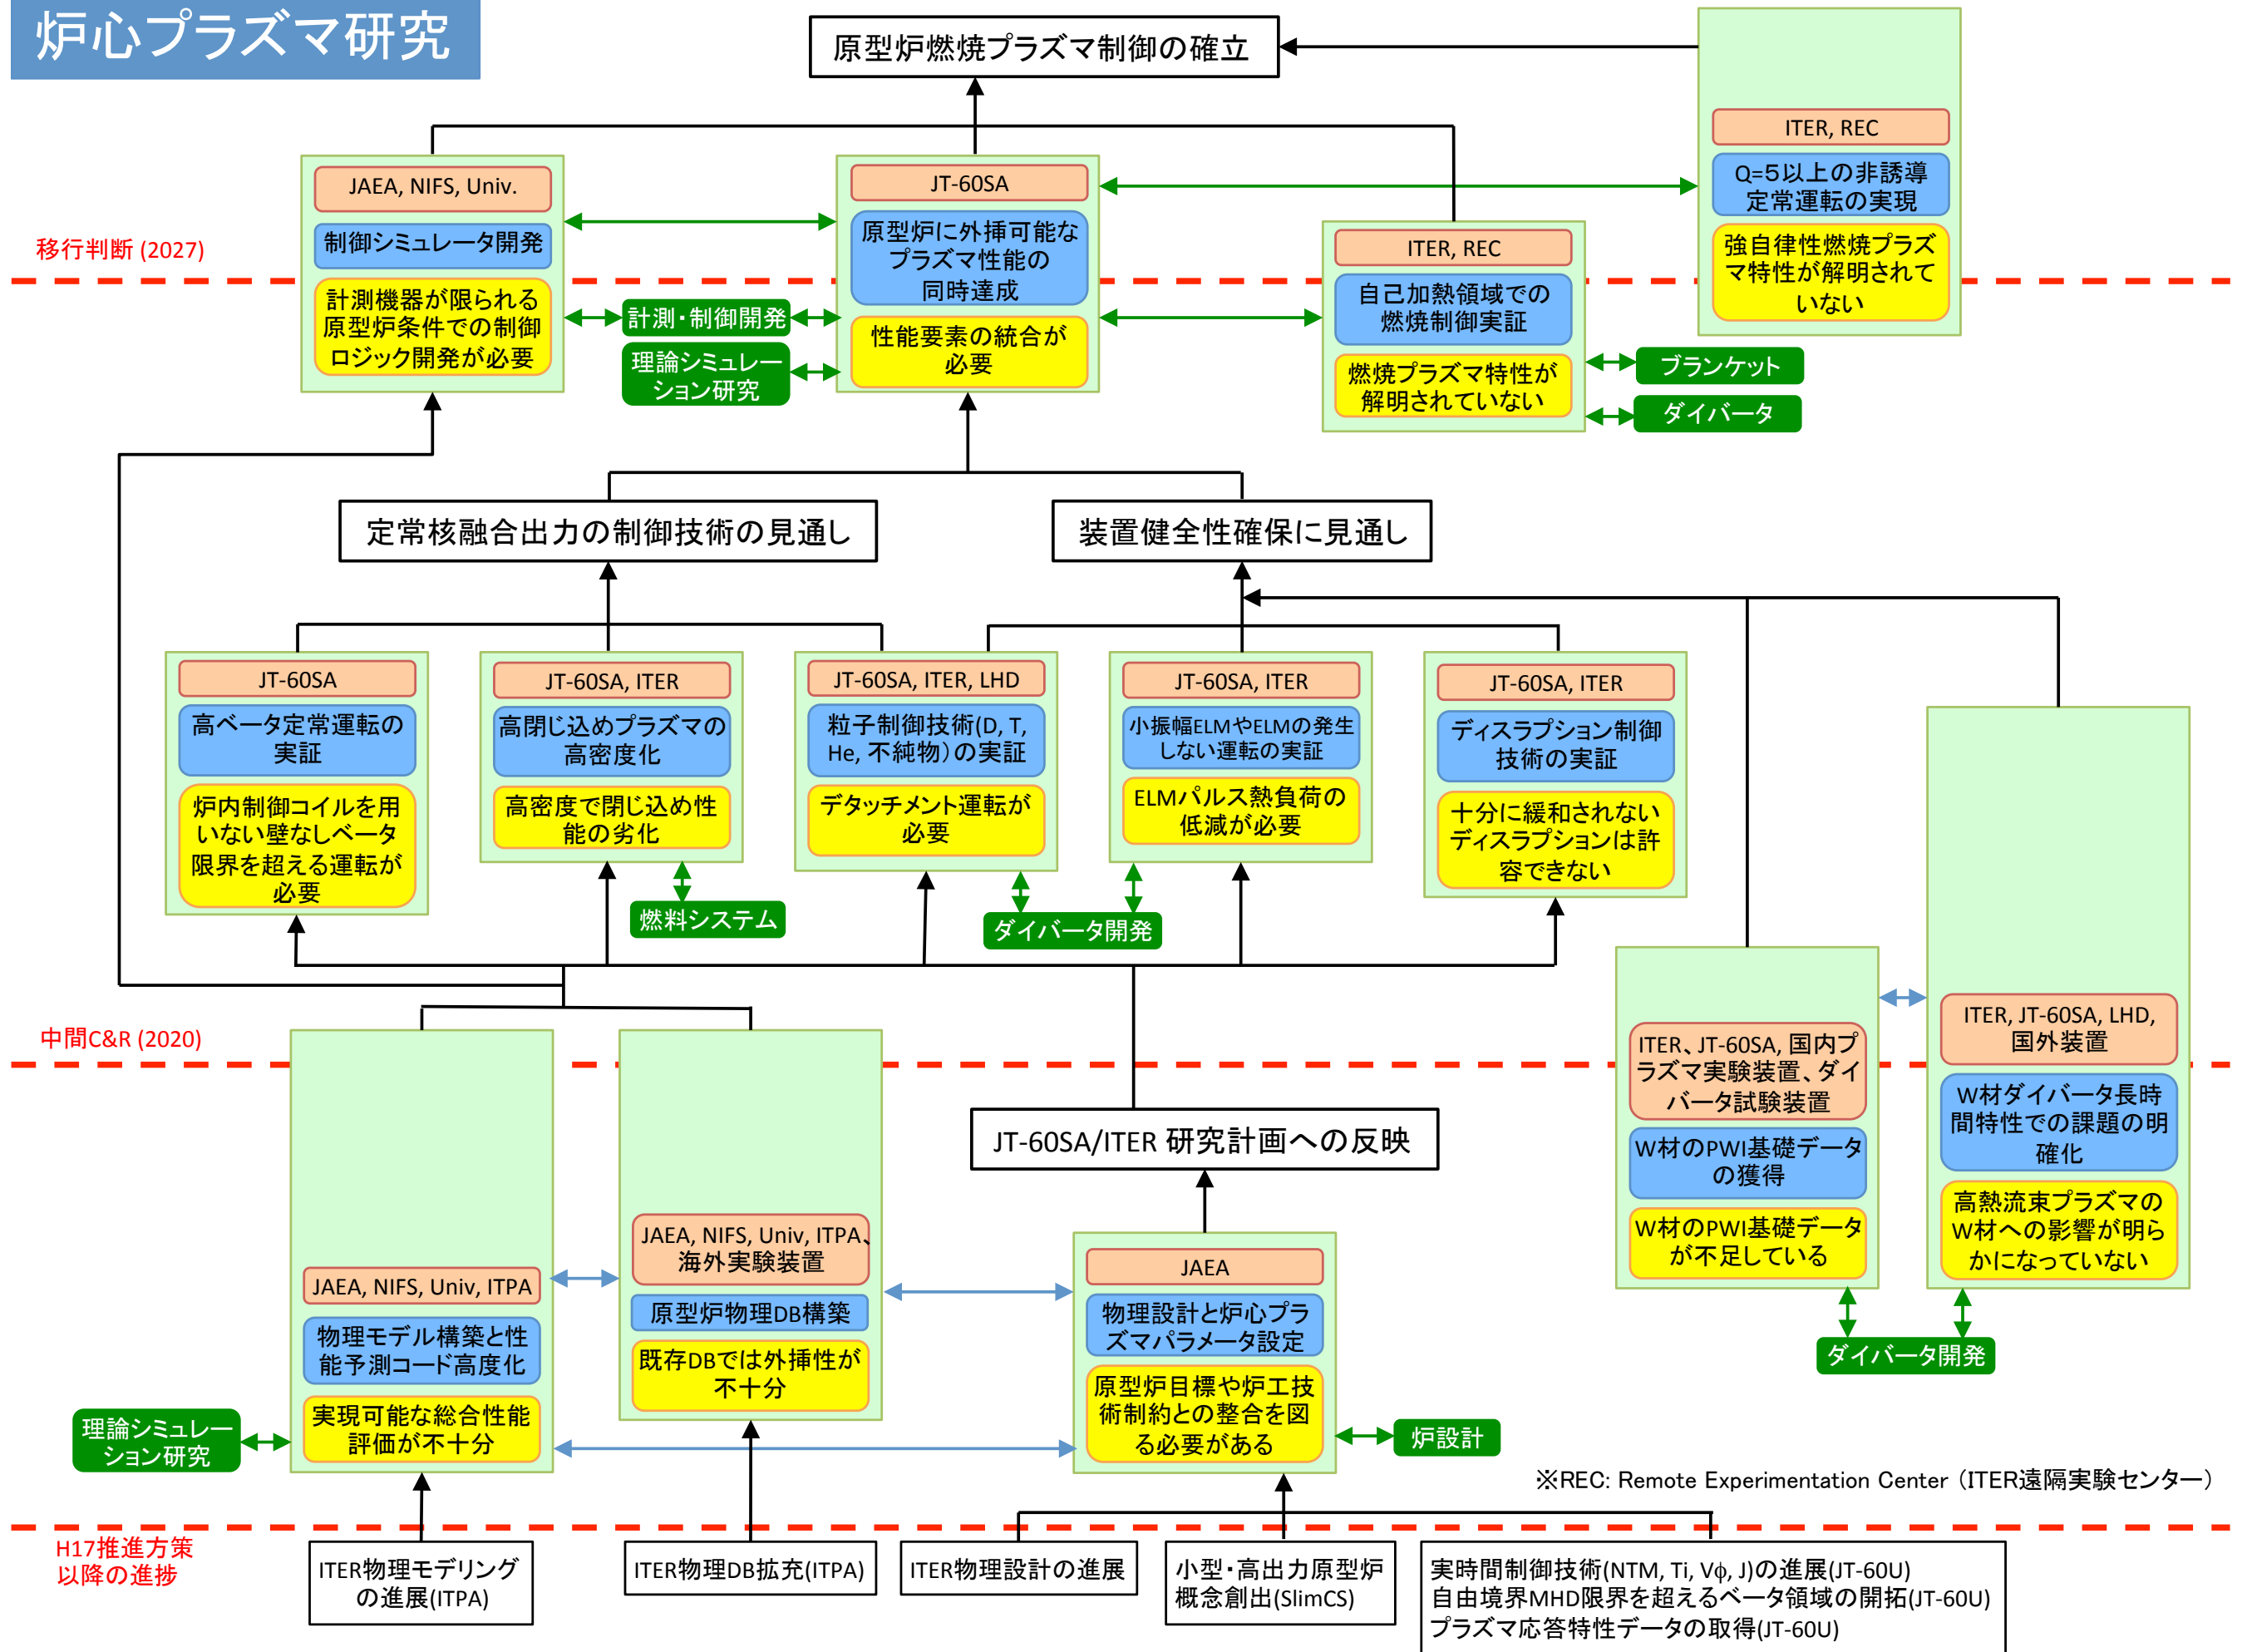 炉心プラズマ研究
原型炉燃焼プラズマ制御の確立
ITER, REC
Q=5以上の非誘導
定常運転の実現
強自律性燃焼プラズ
マ特性が解明されて
いない
JAEA, NIFS, Univ.
制御シミュレータ開発
計測機器が限られる
原型炉条件での制御
ロジック開発が必要
JT-60SA
原型炉に外挿可能な
プラズマ性能の
同時達成
性能要素の統合が
必要
ITER, REC
自己加熱領域での
燃焼制御実証
燃焼プラズマ特性が
解明されていない
移行判断 (2027)
計測・制御開発
理論シミュレー
ション研究
ブランケット
ダイバータ
定常核融合出力の制御技術の見通し
装置健全性確保に見通し
JT-60SA
高ベータ定常運転の
実証
炉内制御コイルを用
いない壁なしベータ
限界を超える運転が
必要
JT-60SA, ITER
高閉じ込めプラズマの
高密度化
高密度で閉じ込め性
能の劣化
JT-60SA, ITER, LHD
粒子制御技術(D, T,
He, 不純物）の実証
デタッチメント運転が
必要
JT-60SA, ITER
小振幅ELMやELMの発生
しない運転の実証
ELMパルス熱負荷の
低減が必要
JT-60SA, ITER
ディスラプション制御
技術の実証
十分に緩和されない
ディスラプションは許
容できない
燃料システム
ダイバータ開発
中間C&R (2020)
ITER、JT-60SA, 国内プ
ラズマ実験装置、ダイ
バータ試験装置
W材のPWI基礎データ
の獲得
W材のPWI基礎データ
が不足している
ITER, JT-60SA, LHD,
国外装置
W材ダイバータ長時
間特性での課題の明
確化
高熱流束プラズマの
W材への影響が明ら
かになっていない
ダイバータ開発
JT-60SA/ITER 研究計画への反映
JAEA, NIFS, Univ, ITPA
物理モデル構築と性
能予測コード高度化
実現可能な総合性能
評価が不十分
JAEA, NIFS, Univ, ITPA、
海外実験装置
原型炉物理DB構築
既存DBでは外挿性が
不十分
JAEA
物理設計と炉心プラ
ズマパラメータ設定
原型炉目標や炉工技
術制約との整合を図
る必要がある
理論シミュレー
ション研究
炉設計
※REC: Remote Experimentation Center （ITER遠隔実験センター）
H17推進方策
以降の進捗
ITER物理モデリング
の進展(ITPA)
ITER物理DB拡充(ITPA)
ITER物理設計の進展
小型・高出力原型炉
概念創出(SlimCS)
実時間制御技術(NTM, Ti, Vϕ, J)の進展(JT-60U)
自由境界MHD限界を超えるベータ領域の開拓(JT-60U)
プラズマ応答特性データの取得(JT-60U)